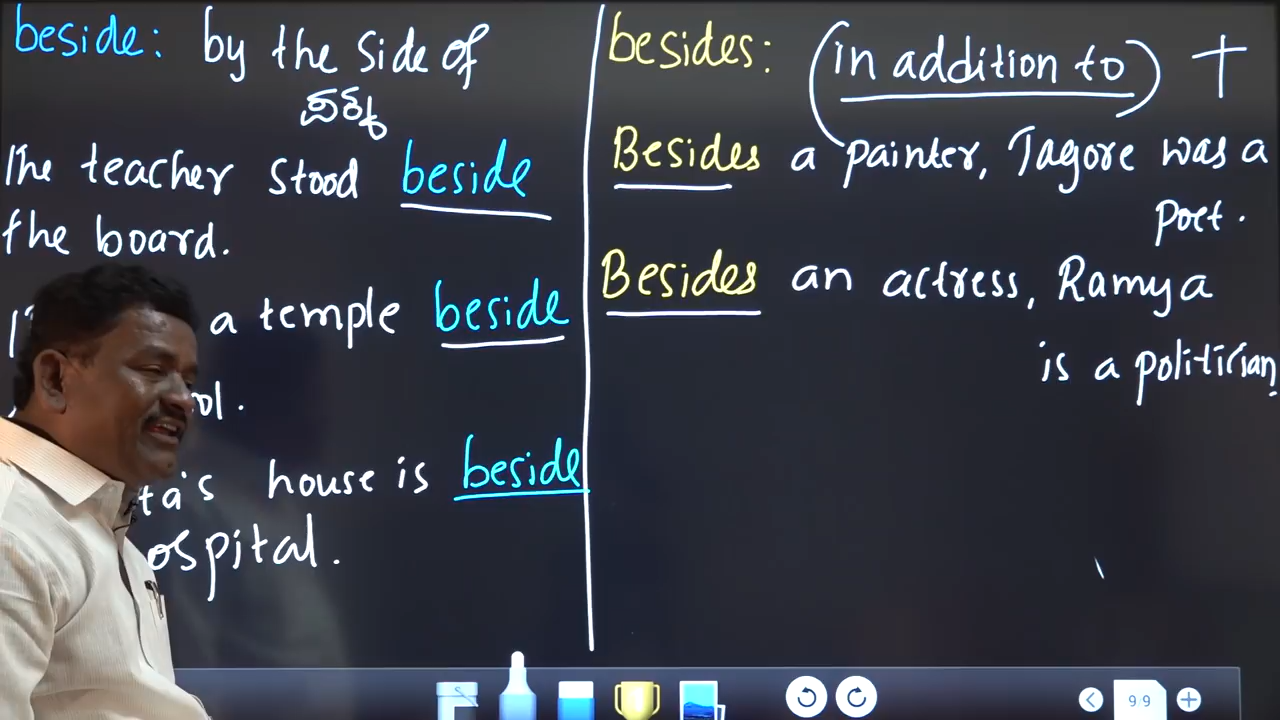 beside: by the side of
ಪಕ್ಕ
The teacher stood beside
the board.
a temple beside
ol.
ta's house is beside
ospital.
besides: (in addition to) +
Besides a painter, Tagore was a
poet.
Besides an actress, Ramya
is a politician.
99